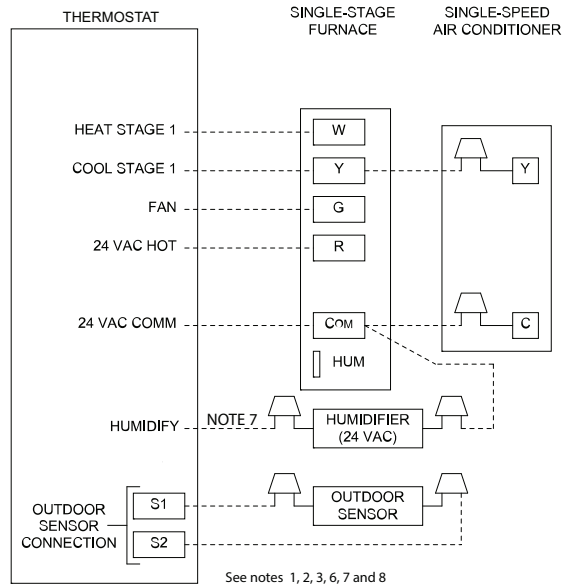 THERMOSTAT
SINGLE-STAGE
FURNACE
SINGLE-SPEED
AIR CONDITIONER
HEAT STAGE 1
W
COOL STAGE 1
Y
Y
FAN
G
24 VAC HOT
R
24 VAC COMM
COM
C
HUM
HUMIDIFY
NOTE 7
HUMIDIFIER
(24 VAC)
OUTDOOR
SENSOR
CONNECTION
S1
S2
OUTDOOR
SENSOR
See notes 1, 2, 3, 6, 7 and 8